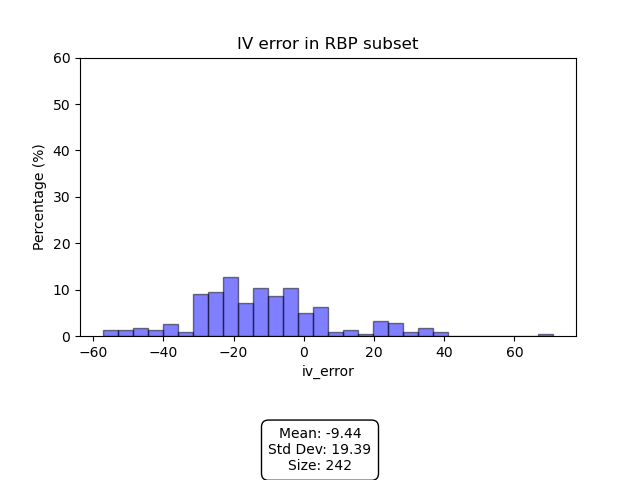 IV error in RBP subset
60
50
40
30
20
10
0
Percentage (%)
−60 −40 −20 0 20 40 60
iv_error
Mean: -9.44
Std Dev: 19.39
Size: 242